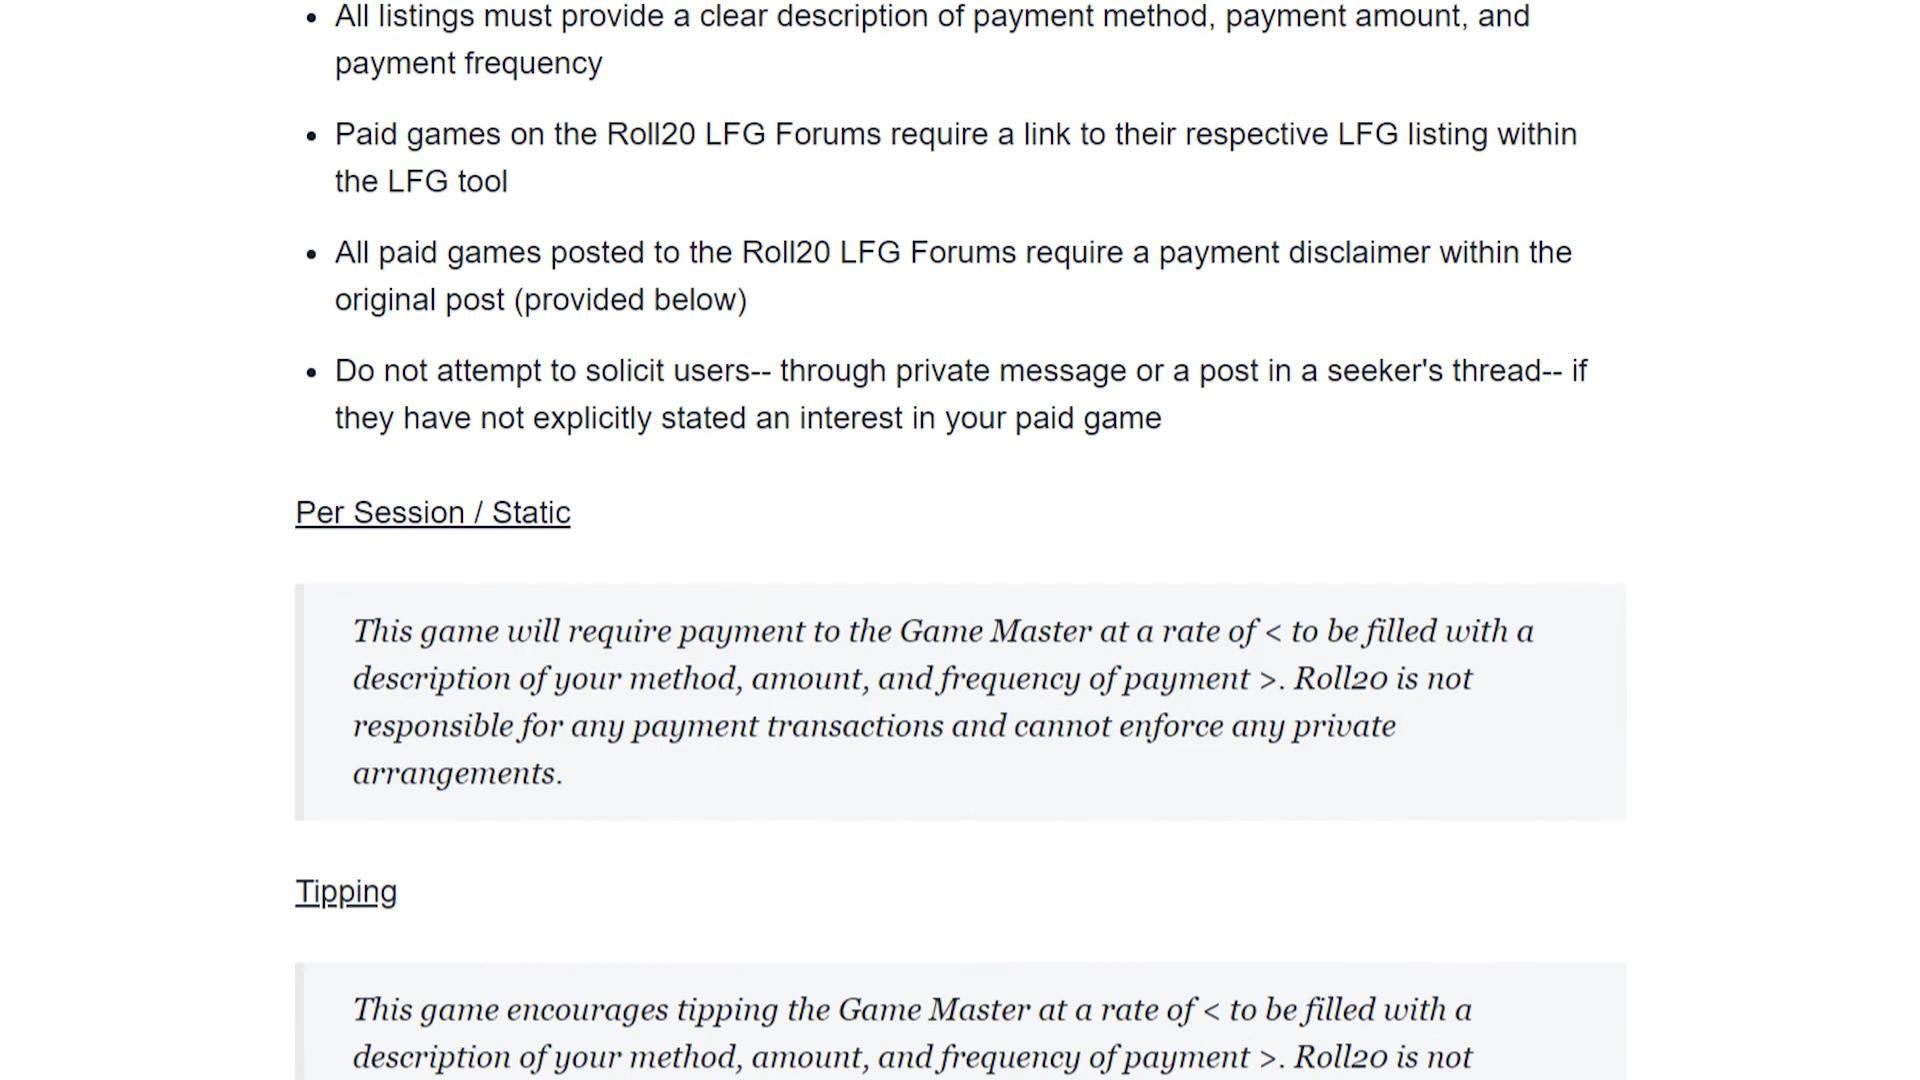 All listings must provide a clear description of payment method, payment amount, and
payment frequency
Paid games on the Roll20 LFG Forums require a link to their respective LFG listing within
the LFG tool
All paid games posted to the Roll20 LFG Forums require a payment disclaimer within the
original post (provided below)
Do not attempt to solicit users-- through private message or a post in a seeker's thread-- if
they have not explicitly stated an interest in your paid game
Per Session / Static
This game will require payment to the Game Master at a rate of < to be filled with a
description of your method, amount, and frequency of payment >. Roll20 is not
responsible for any payment transactions and cannot enforce any private
arrangements.
Tipping
This game encourages tipping the Game Master at a rate of < to be filled with a
description of your method, amount, and frequency of payment >. Roll20 is not